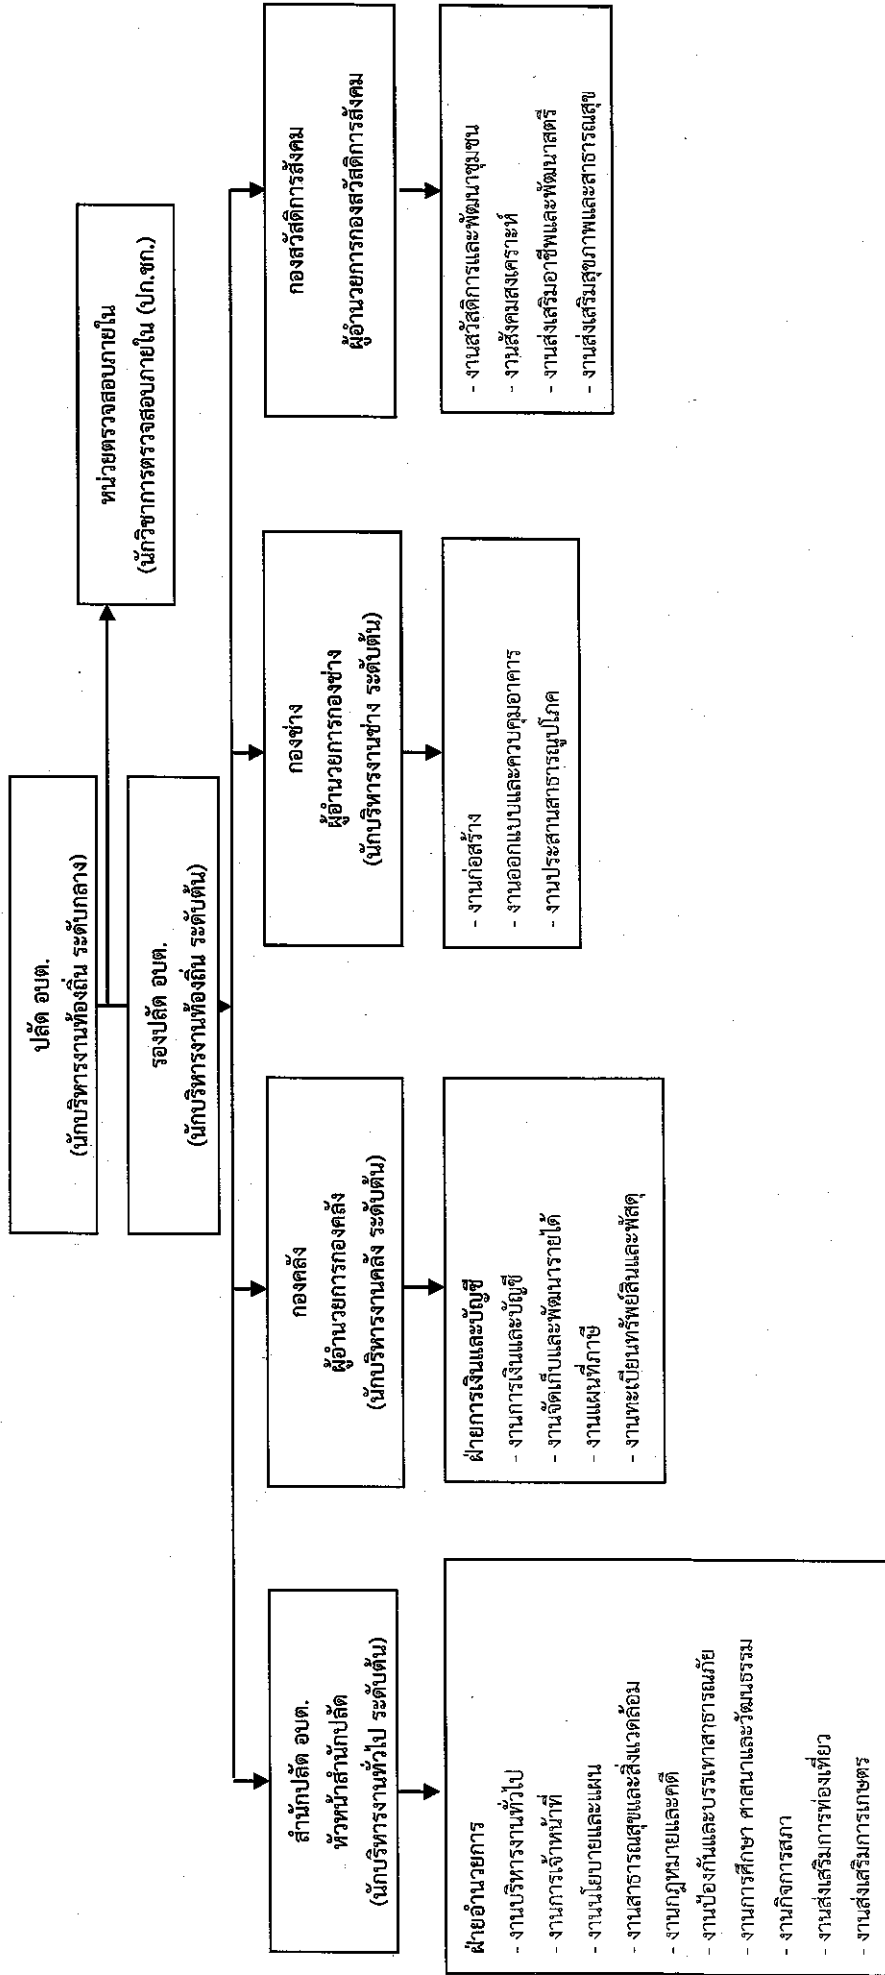 ปลัด อบต.
(นักบริหารงานท้องถิ่น ระดับกลาง)
หน่วยตรวจสอบภายใน
(นักวิชาการตรวจสอบภายใน (ปก.ชก.)
รองปลัด อบต.
(นักบริหารงานท้องถิ่น ระดับต้น)
สำนักปลัด อบต.
หัวหน้าสำนักปลัด
(นักบริหารงานทั่วไป ระดับต้น)
กองคลัง
ผู้อำนวยการกองคลัง
(นักบริหารงานคลัง ระดับต้น)
กองช่าง
ผู้อำนวยการกองช่าง
(นักบริหารงานช่าง ระดับต้น)
กองสวัสดิการสังคม
ผู้อำนวยการกองสวัสดิการสังคม
ฝ่ายอำนวยการ
- งานบริหารงานทั่วไป
- งานการเจ้าหน้าที่
- งานนโยบายและแผน
- งานสาธารณสุขและสิ่งแวดล้อม
- งานกฎหมายและคดี
- งานป้องกันและบรรเทาสาธารณภัย
- งานการศึกษา ศาสนาและวัฒนธรรม
- งานกิจการสภา
- งานส่งเสริมการท่องเที่ยว
- งานส่งเสริมการเกษตร
ฝ่ายการเงินและบัญชี
- งานการเงินและบัญชี
- งานจัดเก็บและพัฒนารายได้
- งานแผนที่ภาษี
- งานทะเบียนทรัพย์สินและพัสดุ
- งานก่อสร้าง
- งานออกแบบและควบคุมอาคาร
- งานประสานสาธารณูปโภค
- งานสวัสดิการและพัฒนาชุมชน
- งานสังคมสงเคราะห์
- งานส่งเสริมอาชีพและพัฒนาสตรี
- งานส่งเสริมสุขภาพและสาธารณสุข